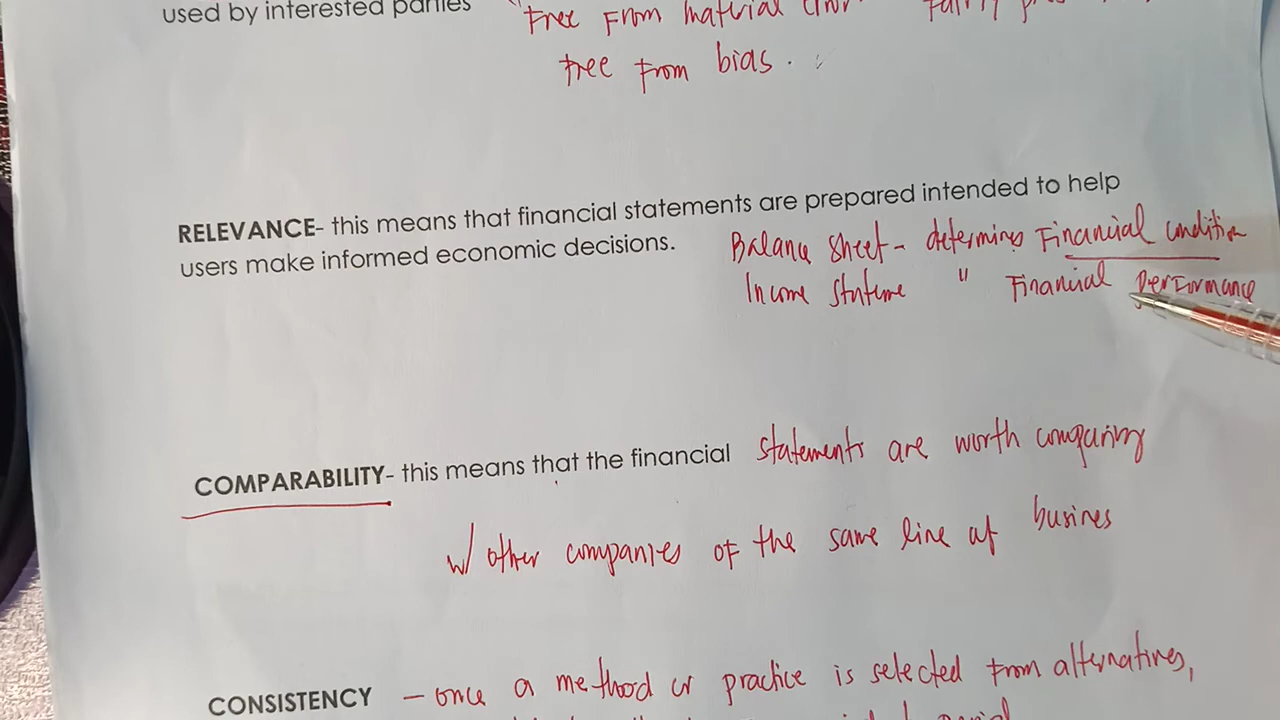 used by interested parties
"free from material
free from bias.
RELEVANCE- this means that financial statements are prepared intended to help
users make informed economic decisions.
Balance sheet - determines Financial condition
Income stateme " Financial performance
COMPARABILITY- this means that the financial statements are worth comparing
w/ other companies of the same line of busines
CONSISTENCY - once a method or practice is selected from alternatives,